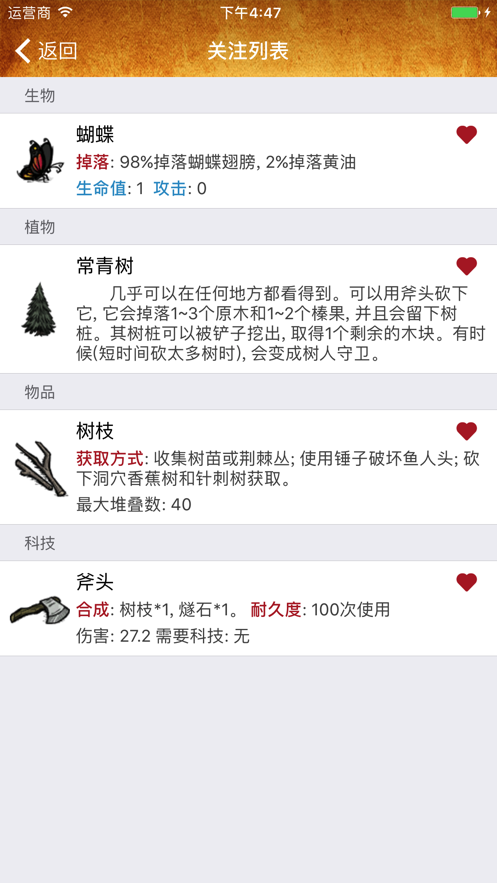 运营商 下午4:47
返回 关注列表
生物
蝴蝶
掉落: 98%掉落蝴蝶翅膀, 2%掉落黄油
生命值: 1 攻击: 0
植物
常青树
几乎可以在任何地方都看得到。可以用斧头砍下
它, 它会掉落1~3个原木和1~2个榛果, 并且会留下树
桩。其树桩可以被铲子挖出, 取得1个剩余的木块。有时
候(短时间砍太多树时), 会变成树人守卫。
物品
树枝
获取方式: 收集树苗或荆棘丛; 使用锤子破坏鱼人头; 砍
下洞穴香蕉树和针刺树获取。
最大堆叠数: 40
科技
斧头
合成: 树枝*1, 燧石*1。 耐久度: 100次使用
伤害: 27.2 需要科技: 无